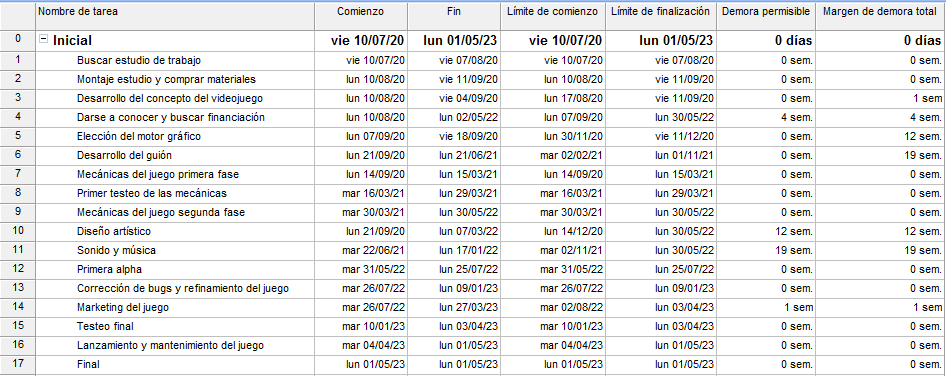 Nombre de tarea Comienzo Fin Límite de comienzo Límite de finalización Demora permisible Margen de demora total
0 Inicial vie 10/07/20 lun 01/05/23 vie 10/07/20 lun 01/05/23 0 días 0 días
1 Buscar estudio de trabajo vie 10/07/20 vie 07/08/20 vie 10/07/20 vie 07/08/20 0 sem. 0 sem.
2 Montaje estudio y comprar materiales lun 10/08/20 vie 11/09/20 lun 10/08/20 vie 11/09/20 0 sem. 0 sem.
3 Desarrollo del concepto del videojuego lun 10/08/20 vie 04/09/20 lun 17/08/20 vie 11/09/20 0 sem. 1 sem
4 Darse a conocer y buscar financiación lun 10/08/20 lun 02/05/22 lun 07/09/20 lun 30/05/22 4 sem. 4 sem.
5 Elección del motor gráfico lun 07/09/20 vie 18/09/20 lun 30/11/20 vie 11/12/20 0 sem. 12 sem.
6 Desarrollo del guión lun 21/09/20 lun 21/06/21 mar 02/02/21 lun 01/11/21 0 sem. 19 sem.
7 Mecánicas del juego primera fase lun 14/09/20 lun 15/03/21 lun 14/09/20 lun 15/03/21 0 sem. 0 sem.
8 Primer testeo de las mecánicas mar 16/03/21 lun 29/03/21 mar 16/03/21 lun 29/03/21 0 sem. 0 sem.
9 Mecánicas del juego segunda fase mar 30/03/21 lun 30/05/22 mar 30/03/21 lun 30/05/22 0 sem. 0 sem.
10 Diseño artístico lun 21/09/20 lun 07/03/22 lun 14/12/20 lun 30/05/22 12 sem. 12 sem.
11 Sonido y música mar 22/06/21 lun 17/01/22 mar 02/11/21 lun 30/05/22 19 sem. 19 sem.
12 Primera alpha mar 31/05/22 lun 25/07/22 mar 31/05/22 lun 25/07/22 0 sem. 0 sem.
13 Corrección de bugs y refinamiento del juego mar 26/07/22 lun 09/01/23 mar 26/07/22 lun 09/01/23 0 sem. 0 sem.
14 Marketing del juego mar 26/07/22 lun 27/03/23 mar 02/08/22 lun 03/04/23 1 sem 1 sem
15 Testeo final mar 10/01/23 lun 03/04/23 mar 10/01/23 lun 03/04/23 0 sem. 0 sem.
16 Lanzamiento y mantenimiento del juego mar 04/04/23 lun 01/05/23 mar 04/04/23 lun 01/05/23 0 sem. 0 sem.
17 Final lun 01/05/23 lun 01/05/23 lun 01/05/23 lun 01/05/23 0 sem. 0 sem.